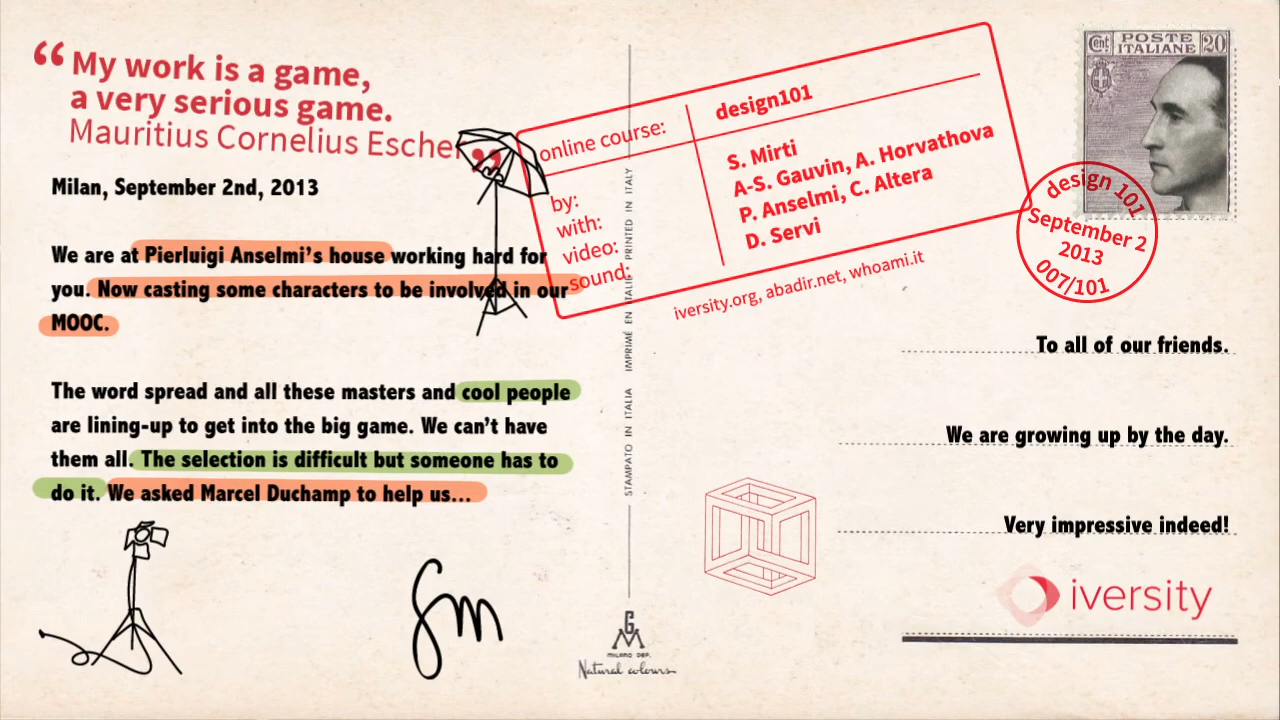 “My work is a game,
a very serious game.
Mauritius Cornelius Escher”
Milan, September 2nd, 2013
We are at Pierluigi Anselmi’s house working hard for
you. Now casting some characters to be involved in our
MOOC.
The word spread and all these masters and cool people
are lining-up to get into the big game. We can’t have
them all. The selection is difficult but someone has to
do it. We asked Marcel Duchamp to help us...
Sm
STAMPATO IN ITALIA IMPRIMÉ EN ITALIE PRINTED IN ITALY
GM
MILANO DEP.
Natural colours
online course: design101
by: S. Mirti
with: A-S. Gauvin, A. Horvathova
video: P. Anselmi, C. Altera
sound: D. Servi
iversity.org, abadir.net, whoami.it
Cent POSTE ITALIANE 20
design 101
September 2
2013
007/101
To all of our friends.
We are growing up by the day.
Very impressive indeed!
iversity